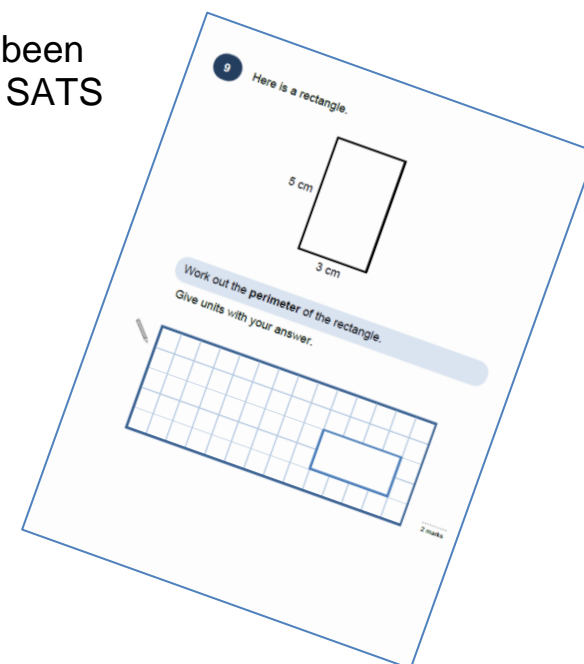 been
SATS
9
Here is a rectangle.
5 cm
3 cm
Work out the perimeter of the rectangle.
Give units with your answer.
2 marks